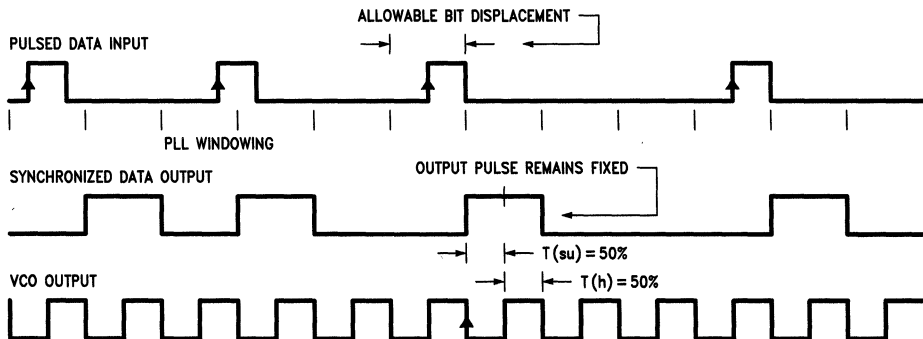 ALLOWABLE BIT DISPLACEMENT
PULSED DATA INPUT
PLL WINDOWING
SYNCHRONIZED DATA OUTPUT
OUTPUT PULSE REMAINS FIXED
T(su) = 50%
T(h) = 50%
VCO OUTPUT